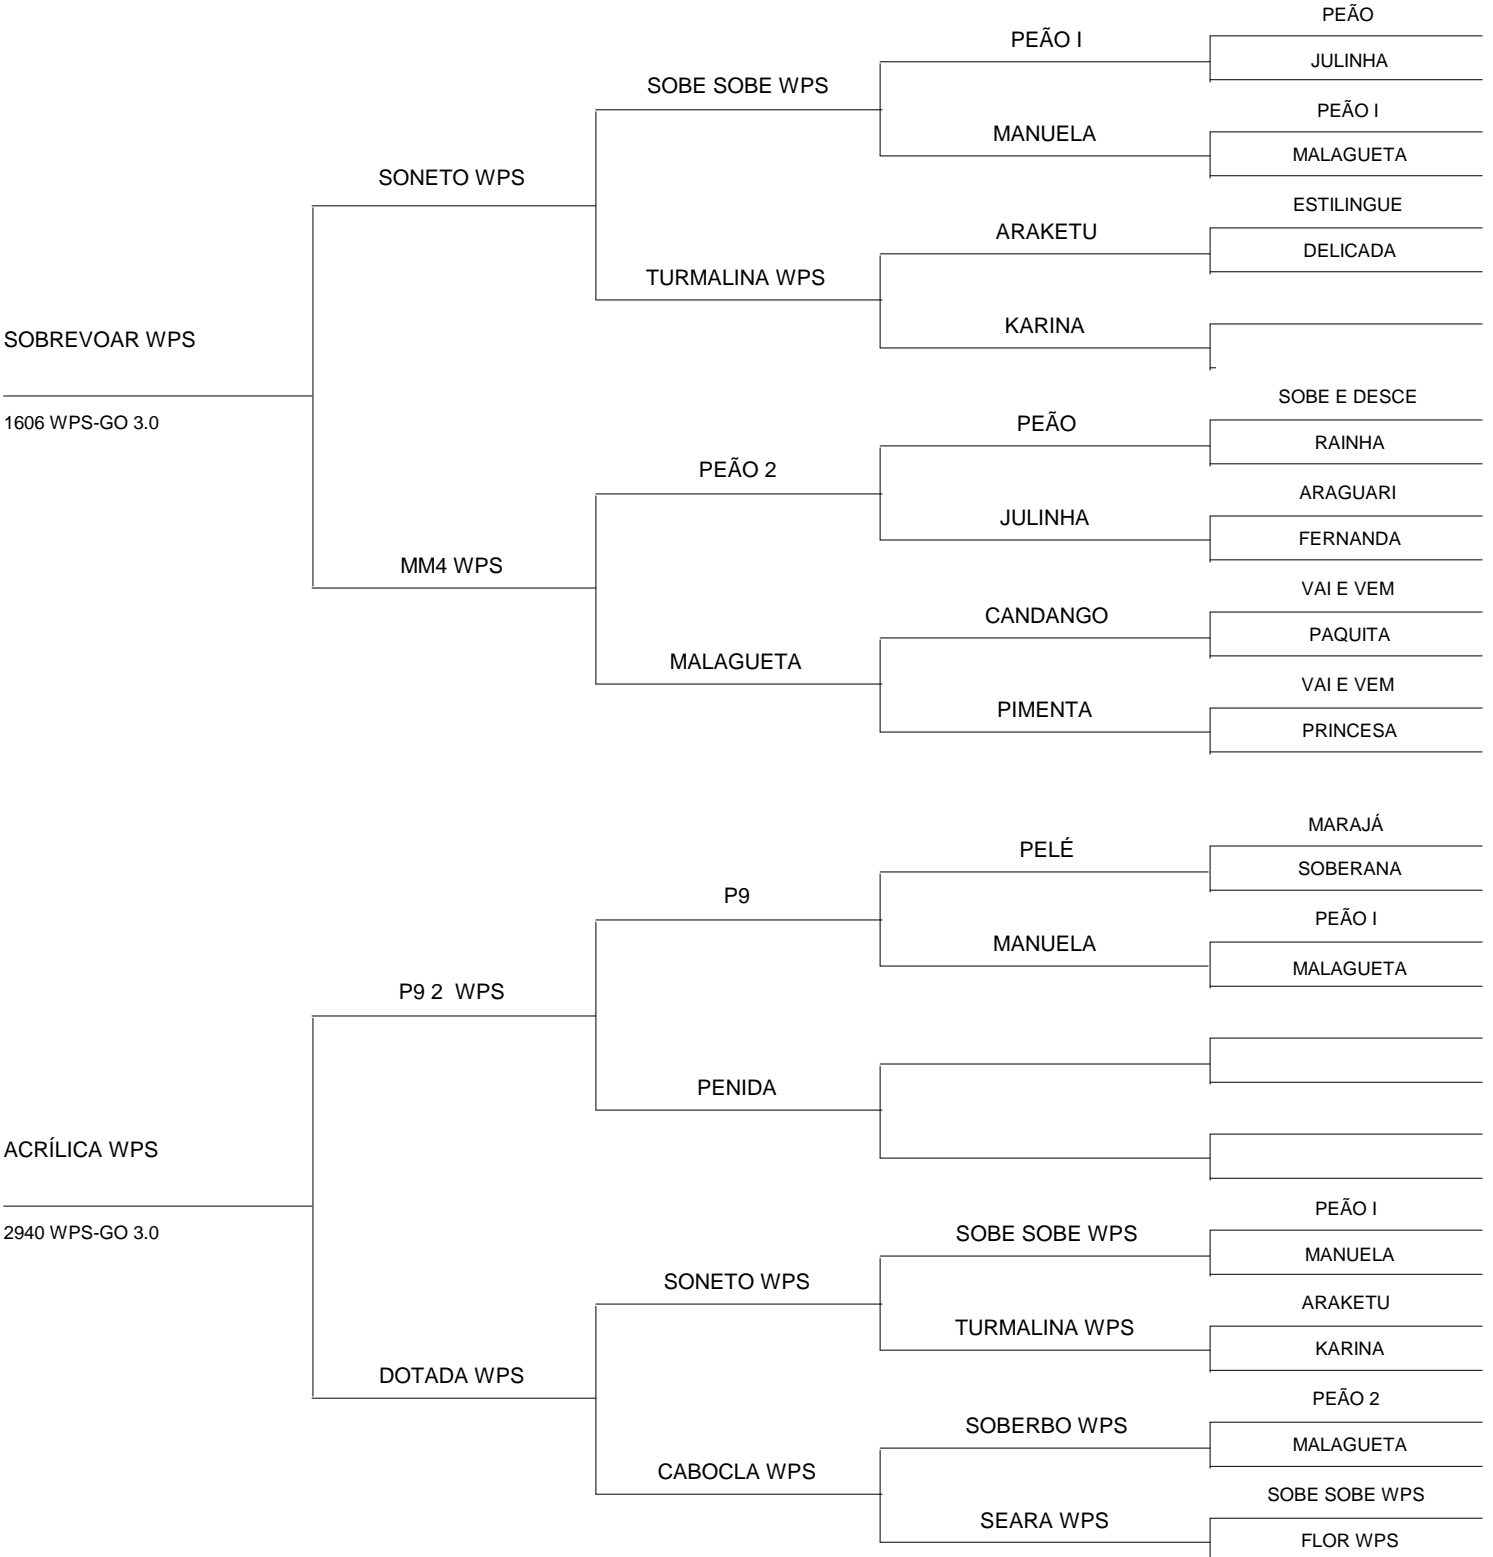 PEÃO
PEÃO I
JULINHA
SOBE SOBE WPS
PEÃO I
MANUELA
MALAGUETA
SONETO WPS
ESTILINGUE
ARAKETU
DELICADA
TURMALINA WPS
KARINA
SOBREVOAR WPS
SOBE E DESCE
1606 WPS-GO 3.0
PEÃO
RAINHA
PEÃO 2
ARAGUARI
JULINHA
FERNANDA
MM4 WPS
VAI E VEM
CANDANGO
PAQUITA
MALAGUETA
VAI E VEM
PIMENTA
PRINCESA
MARAJÁ
PELÉ
SOBERANA
P9
PEÃO I
MANUELA
MALAGUETA
P9 2 WPS
PENIDA
ACRÍLICA WPS
PEÃO I
2940 WPS-GO 3.0
SOBE SOBE WPS
MANUELA
SONETO WPS
ARAKETU
TURMALINA WPS
KARINA
DOTADA WPS
PEÃO 2
SOBERBO WPS
MALAGUETA
CABOCLA WPS
SOBE SOBE WPS
SEARA WPS
FLOR WPS